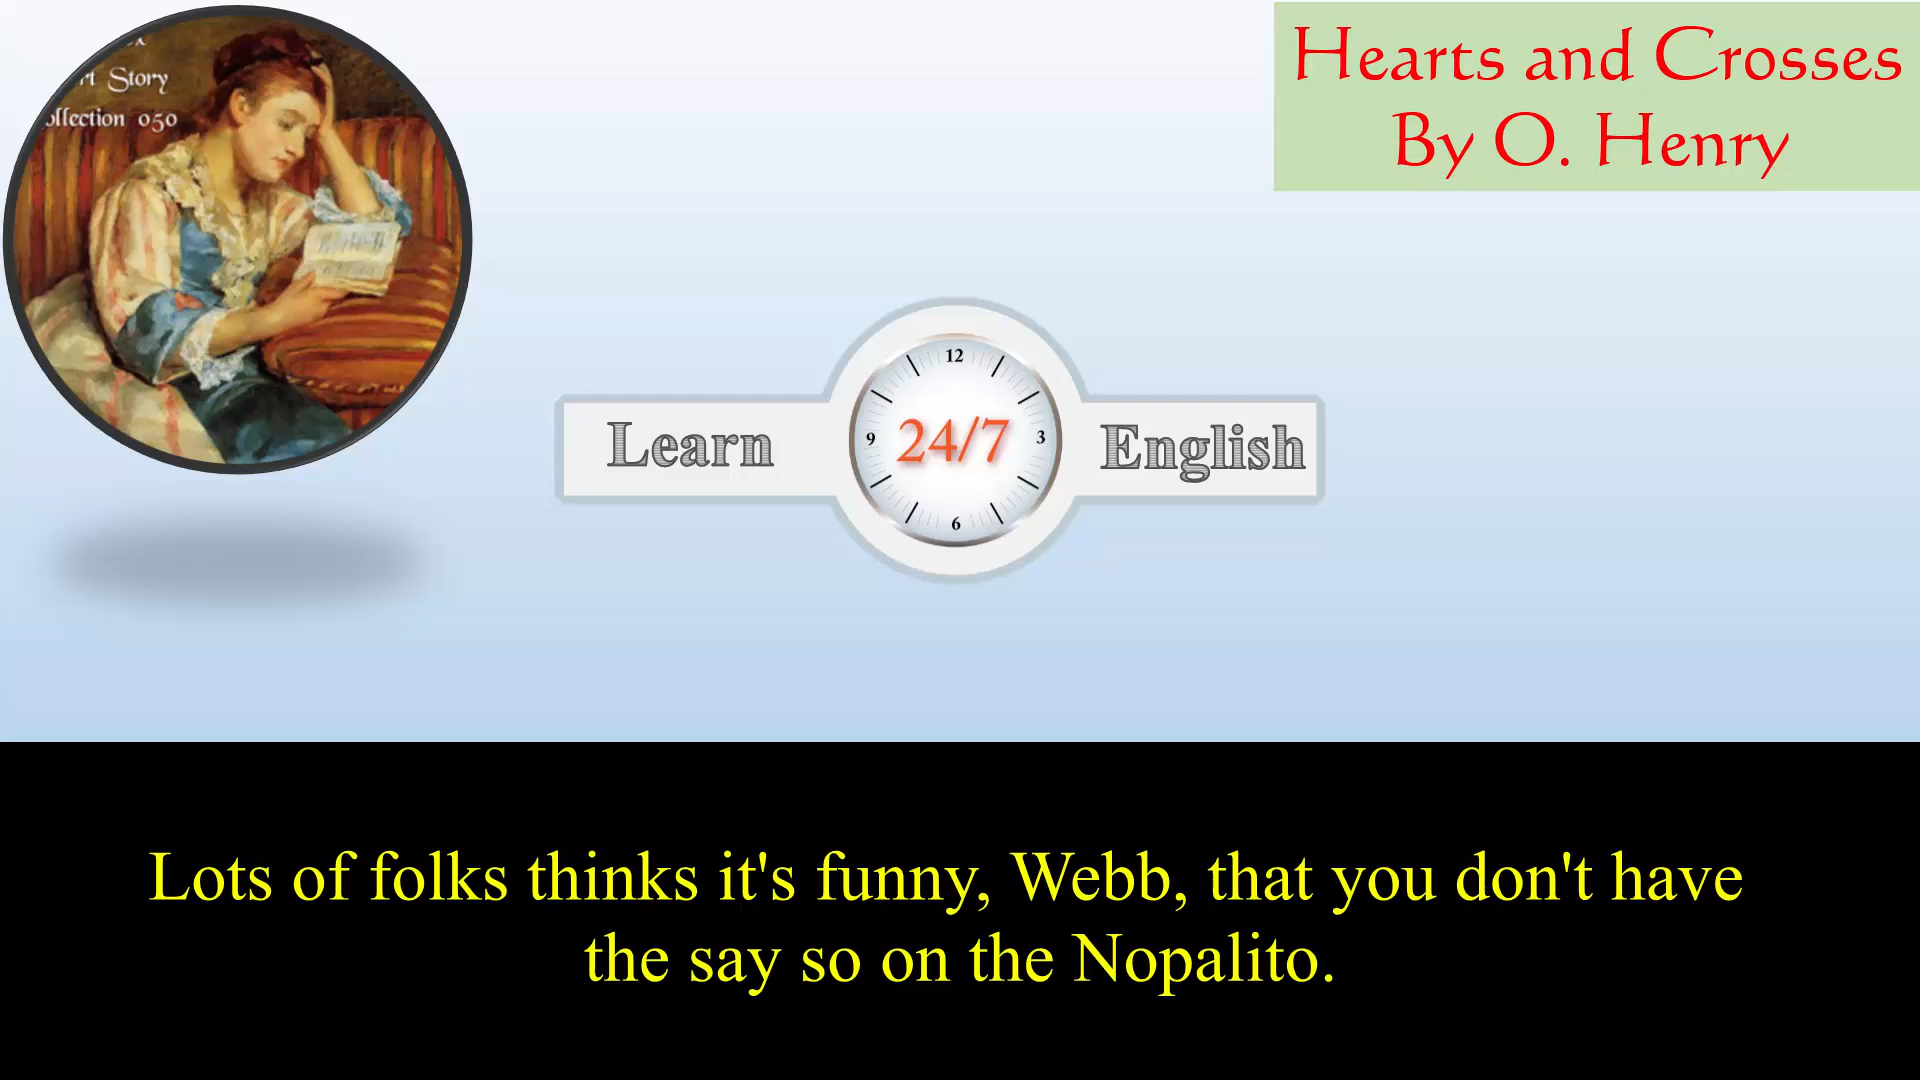 rt Story
ollection 050
Hearts and Crosses
By O. Henry
Learn 24/7 English
12
9
3
6
Lots of folks thinks it's funny, Webb, that you don't have
the say so on the Nopalito.